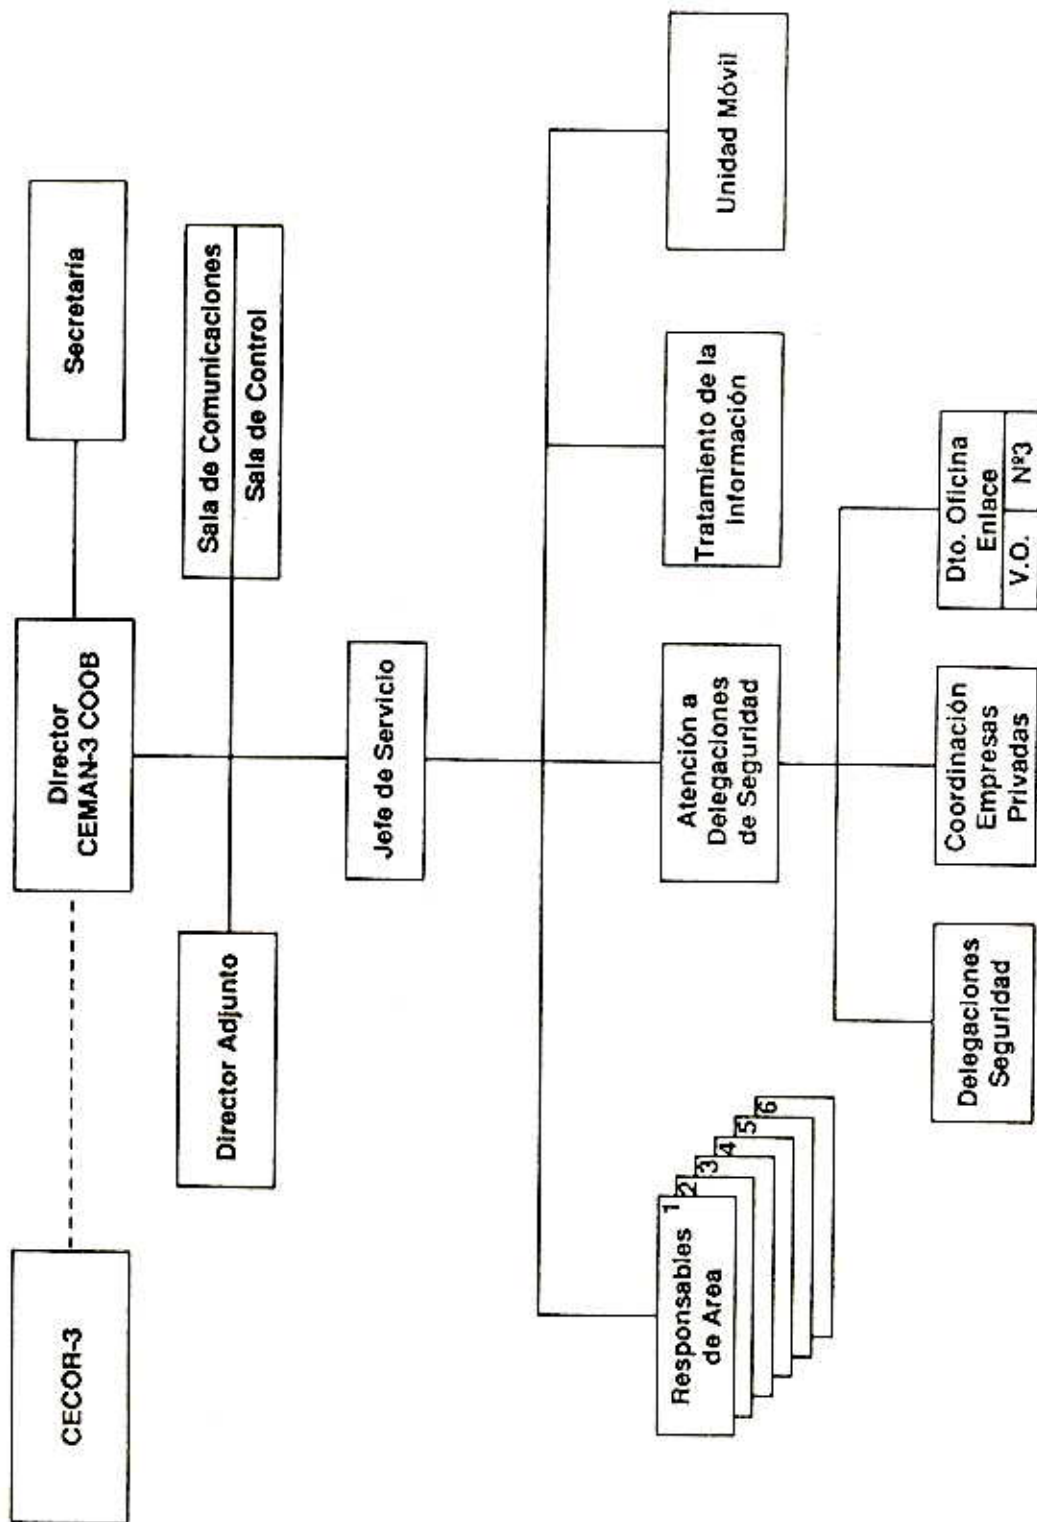 CECOR-3
Director
CEMAN-3 COOB
Secretaría
Director Adjunto
Sala de Comunicaciones
Sala de Control
Jefe de Servicio
Responsables
de Area
1
2
3
4
5
6
Atención a
Delegaciones
de Seguridad
Tratamiento de la
Información
Unidad Móvil
Delegaciones
Seguridad
Coordinación
Empresas
Privadas
Dto. Oficina
Enlace
V.O. Nº3